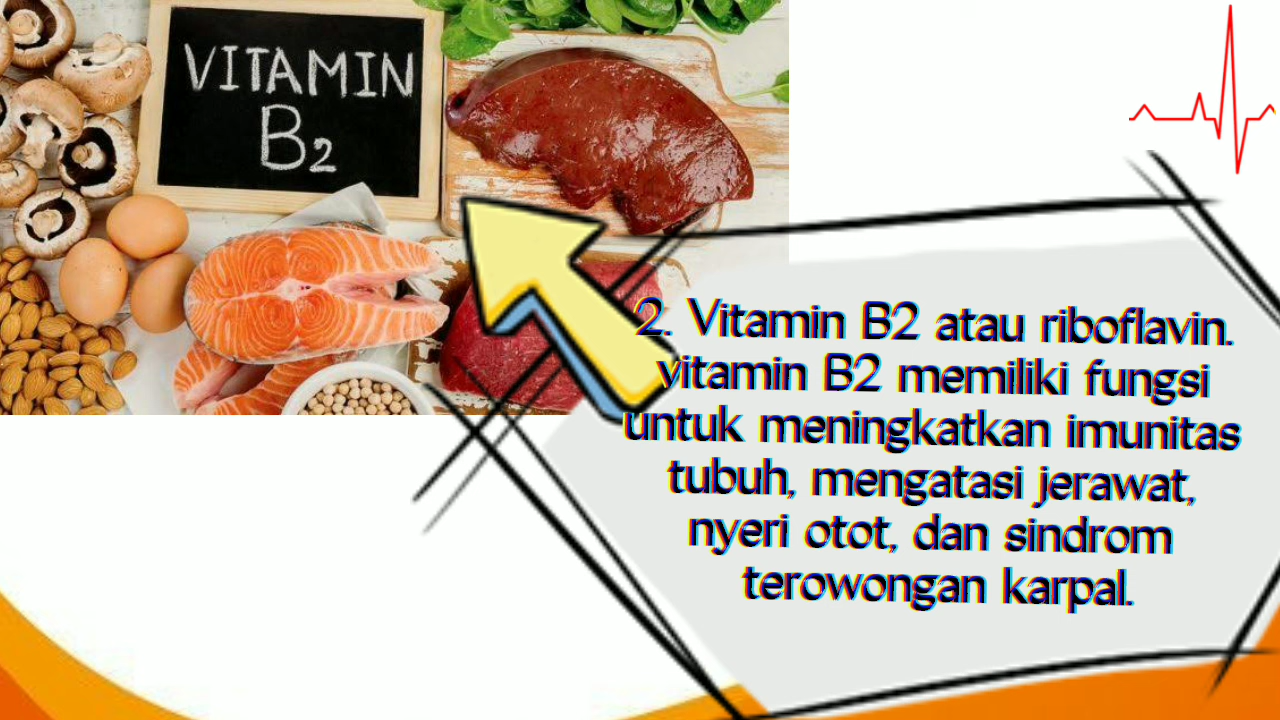 VITAMIN
B2
2. Vitamin B2 atau riboflavin.
vitamin B2 memiliki fungsi
untuk meningkatkan imunitas
tubuh, mengatasi jerawat,
nyeri otot, dan sindrom
terowongan karpal.